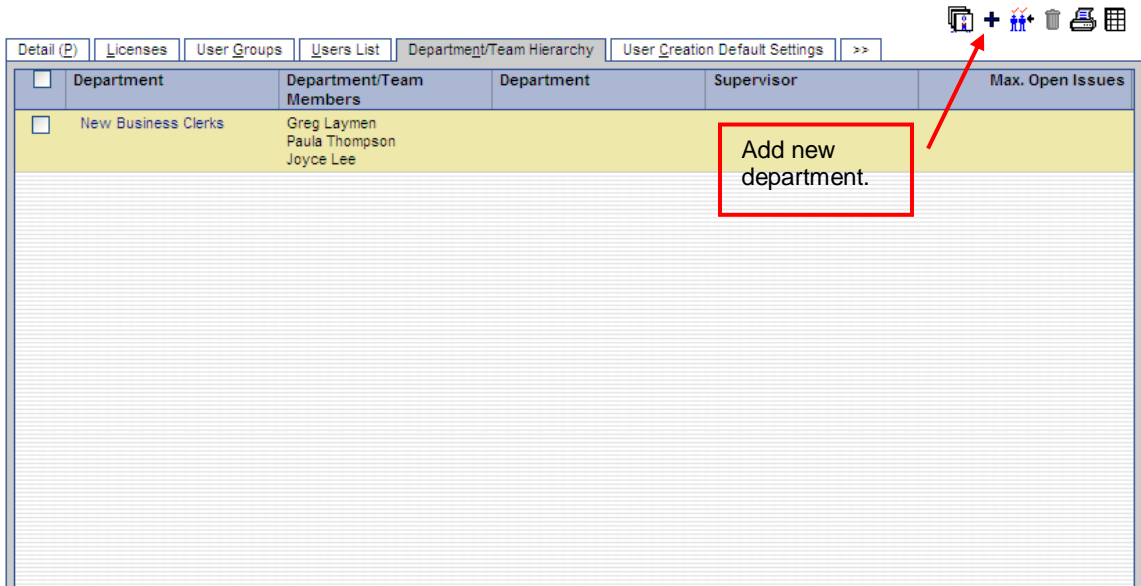 Detail (P) Licenses User Groups Users List Department/Team Hierarchy User Creation Default Settings >>
Department Department/Team Members Department Supervisor Max. Open Issues
New Business Clerks Greg Laymen
Paula Thompson
Joyce Lee
Add new
department.